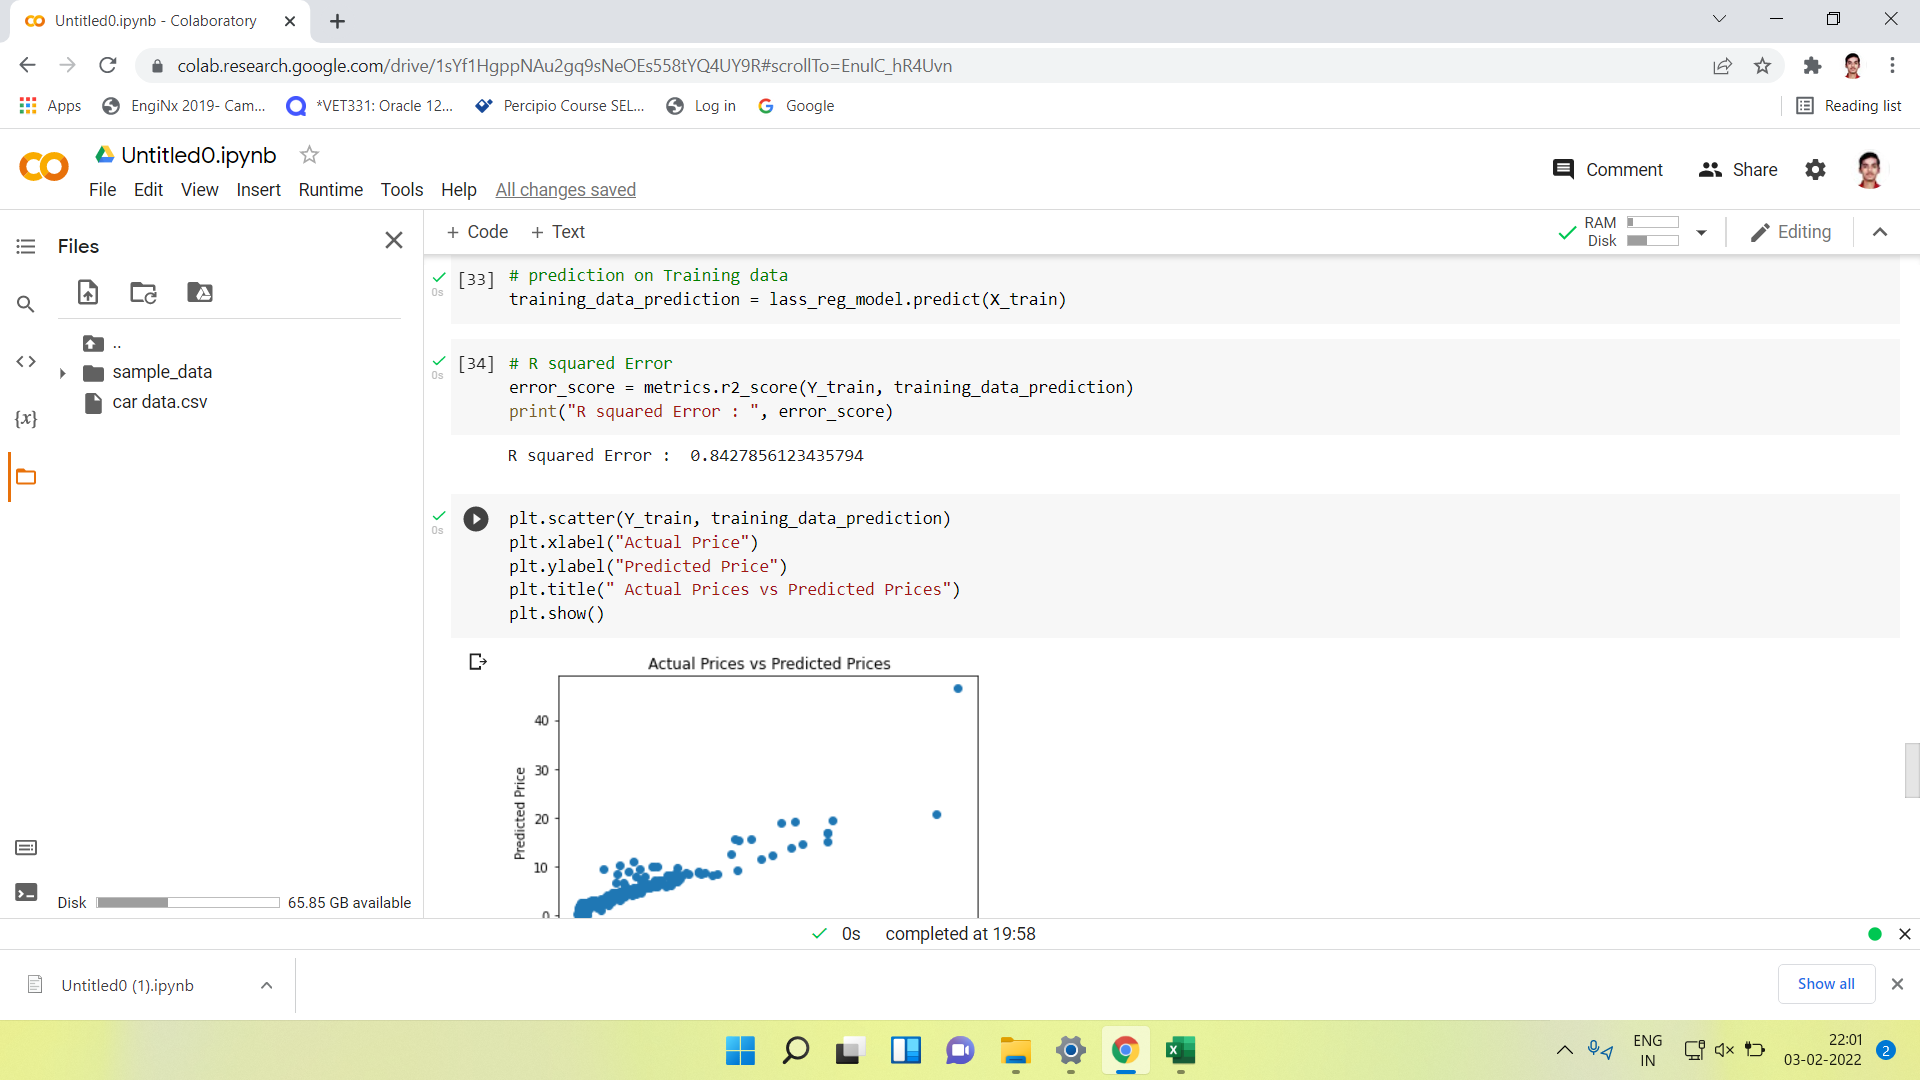 Untitled0.ipynb - Colaboratory
colab.research.google.com/drive/1sYf1HgppNAu2gq9sNeOEs558tYQ4UY9R#scrollTo=EnulC_hR4Uvn
Apps EngiNx 2019- Cam... *VET331: Oracle 12... Percipio Course SEL... Log in Google Reading list
Untitled0.ipynb
File Edit View Insert Runtime Tools Help All changes saved
Comment Share
Files
+ Code + Text
RAM
Disk
Editing
..
sample_data
car data.csv
{x}
Disk 65.85 GB available
0s [33] # prediction on Training data
training_data_prediction = lass_reg_model.predict(X_train)
0s [34] # R squared Error
error_score = metrics.r2_score(Y_train, training_data_prediction)
print("R squared Error : ", error_score)
R squared Error :  0.8427856123435794
0s plt.scatter(Y_train, training_data_prediction)
plt.xlabel("Actual Price")
plt.ylabel("Predicted Price")
plt.title(" Actual Prices vs Predicted Prices")
plt.show()
Actual Prices vs Predicted Prices
Predicted Price
40
30
20
10
0
0s completed at 19:58
Untitled0 (1).ipynb
Show all
ENG
IN
22:01
03-02-2022
2